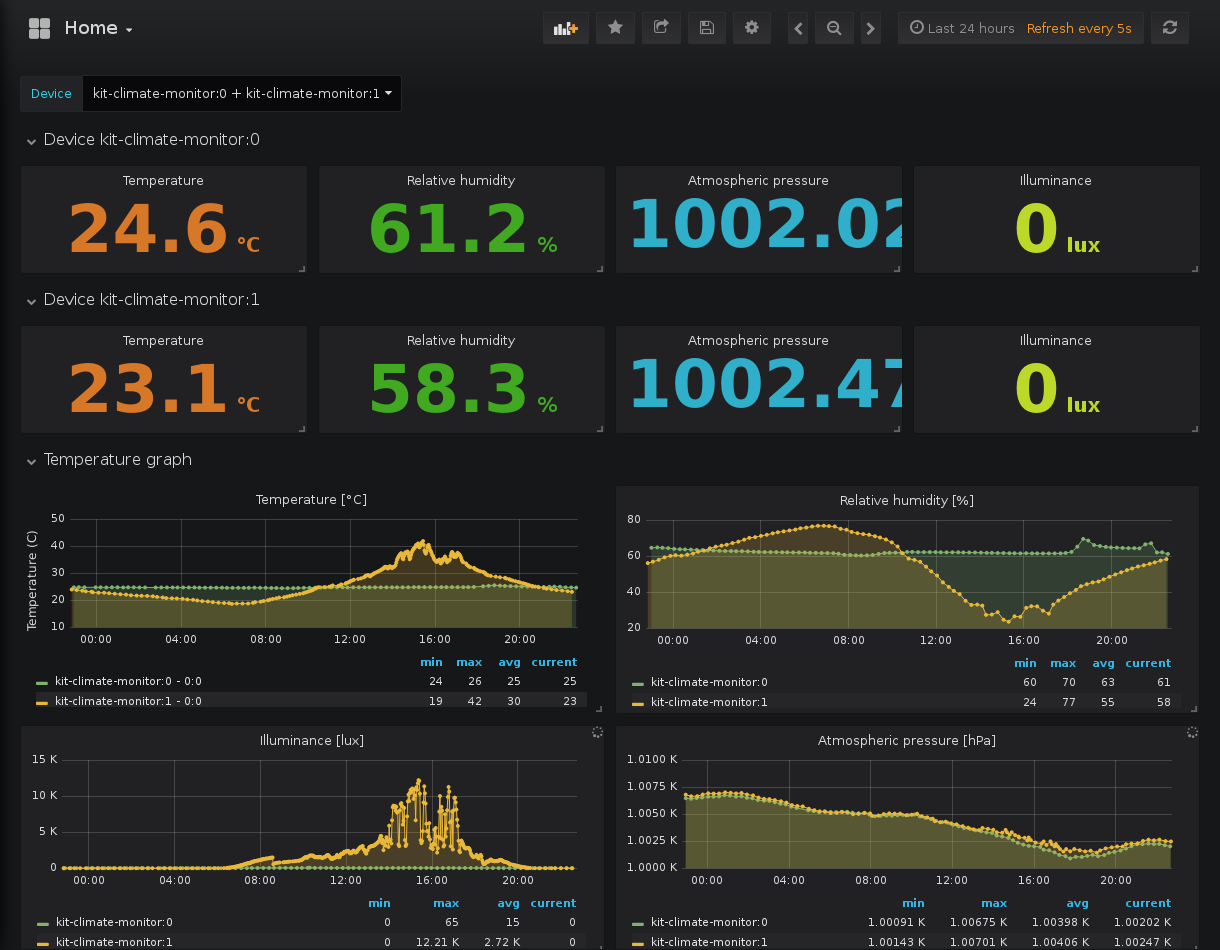 Home
Last 24 hours Refresh every 5s
Device kit-climate-monitor:0 + kit-climate-monitor:1
Device kit-climate-monitor:0
Temperature Relative humidity Atmospheric pressure Illuminance
24.6 °C 61.2 % 1002.02 0 lux
Device kit-climate-monitor:1
Temperature Relative humidity Atmospheric pressure Illuminance
23.1 °C 58.3 % 1002.47 0 lux
Temperature graph
Temperature [°C]
Temperature (C)
50
40
30
20
10
00:00 04:00 08:00 12:00 16:00 20:00
min max avg current
kit-climate-monitor:0 - 0:0 24 26 25 25
kit-climate-monitor:1 - 0:0 19 42 30 23
Relative humidity [%]
80
60
40
20
00:00 04:00 08:00 12:00 16:00 20:00
min max avg current
kit-climate-monitor:0 60 70 63 61
kit-climate-monitor:1 24 77 55 58
Illuminance [lux]
15 K
10 K
5 K
0
00:00 04:00 08:00 12:00 16:00 20:00
min max avg current
kit-climate-monitor:0 0 65 15 0
kit-climate-monitor:1 0 12.21 K 2.72 K 0
Atmospheric pressure [hPa]
1.0100 K
1.0075 K
1.0050 K
1.0025 K
1.0000 K
00:00 04:00 08:00 12:00 16:00 20:00
min max avg current
kit-climate-monitor:0 1.00091 K 1.00675 K 1.00398 K 1.00202 K
kit-climate-monitor:1 1.00143 K 1.00701 K 1.00406 K 1.00247 K